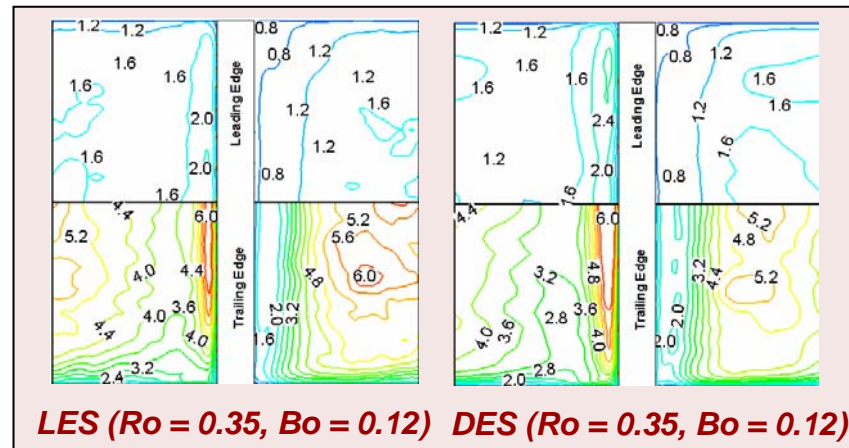 1.2 1.2 0.8 1.2 1.2 0.8
0.8 0.8
1.6 1.6 1.2 1.6 1.6
1.6 1.2 1.6 1.6 1.2
2.0 2.4
1.6 1.2 1.6
2.0 0.8 1.2 2.0 0.8
1.6 1.6
Leading Edge
Leading Edge
4.4 6.0 5.2 4.4 6.0 5.2
5.2 5.6 4.8
4.0 4.4 6.0 4.8 3.2 5.2
4.8 3.2 4.4
3.6 2.0 3.6 2.0
4.0 3.2 2.8
4.4 4.0 1.6 4.0 3.6 4.0 2.0
3.2 2.8
2.4 2.0
Trailing Edge
Trailing Edge
LES (Ro = 0.35, Bo = 0.12) DES (Ro = 0.35, Bo = 0.12)